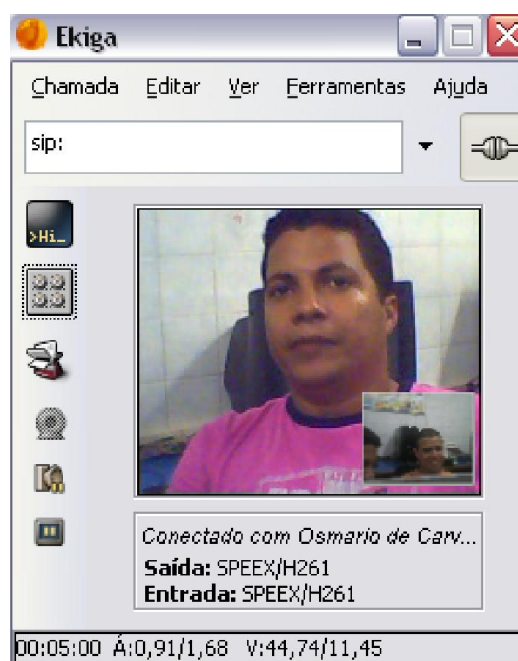 Ekiga
Chamada Editar Ver Ferramentas Ajuda
sip:
>Hi_
Conectado com Osmario de Carv...
Saída: SPEEX/H261
Entrada: SPEEX/H261
00:05:00 Á:0,91/1,68 V:44,74/11,45